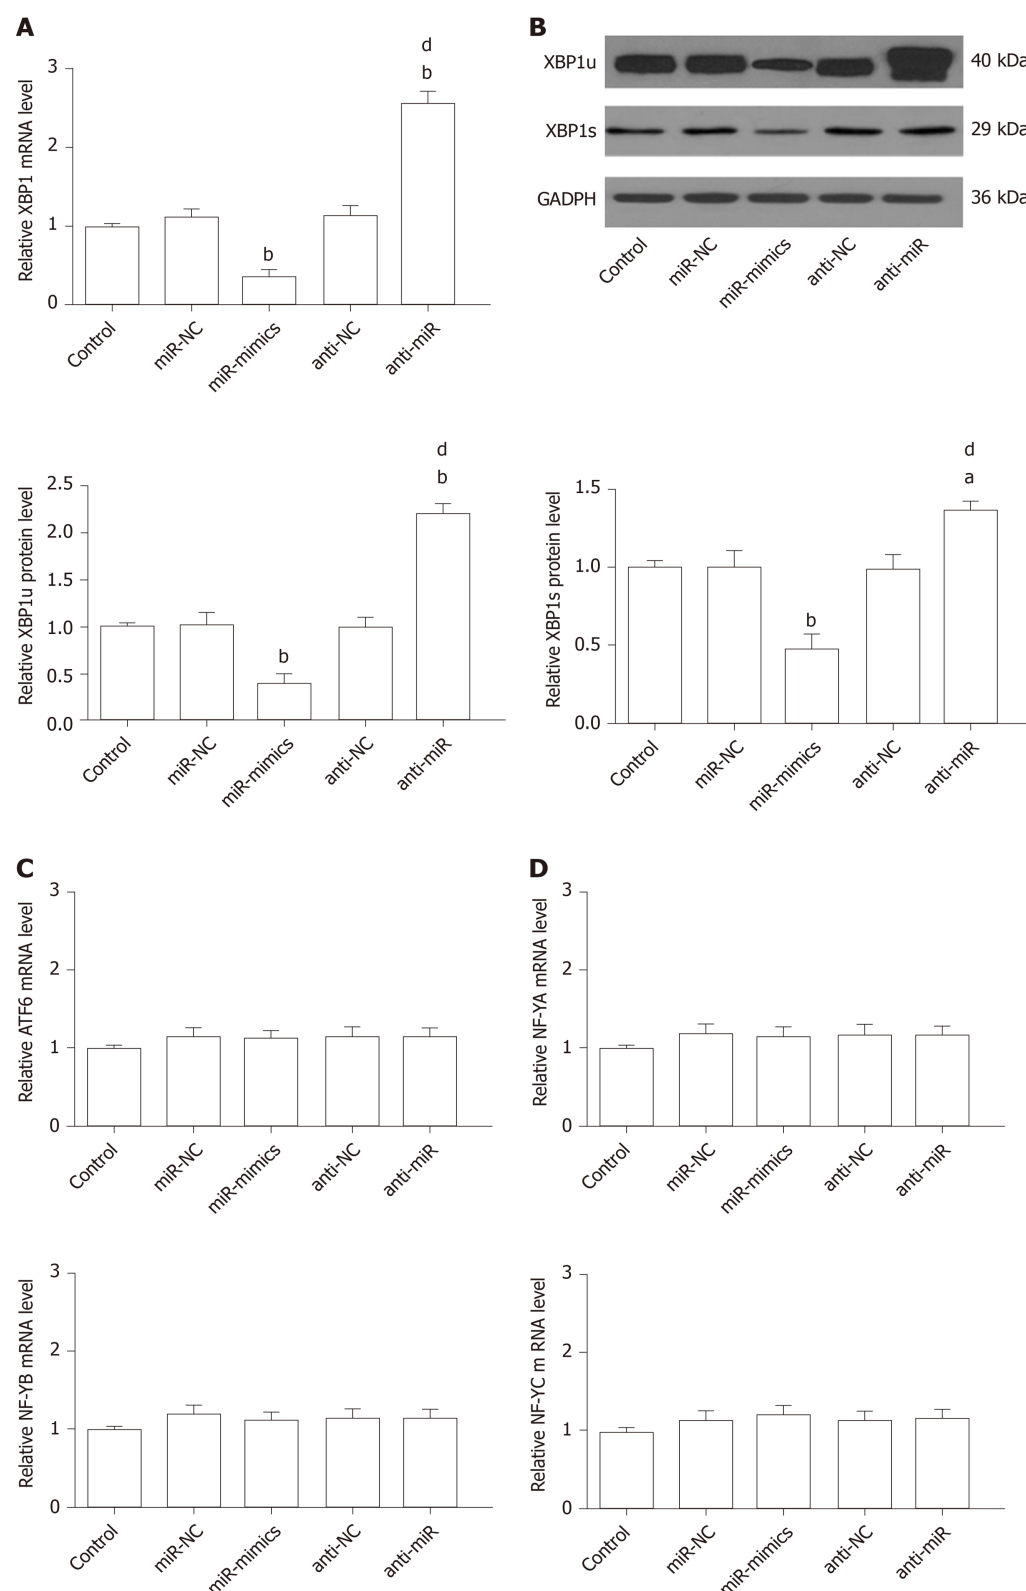 A
Relative XBP1 mRNA level
3
2
1
0
b
d
b
Control
miR-NC
miR-mimics
anti-NC
anti-miR
B
XBP1u
40 kDa
XBP1s
29 kDa
GADPH
36 kDa
Control
miR-NC
miR-mimics
anti-NC
anti-miR
Relative XBP1u protein level
2.5
2.0
1.5
1.0
0.5
0.0
b
d
b
Control
miR-NC
miR-mimics
anti-NC
anti-miR
Relative XBP1s protein level
1.5
1.0
0.5
0.0
b
d
a
Control
miR-NC
miR-mimics
anti-NC
anti-miR
C
Relative ATF6 mRNA level
3
2
1
0
Control
miR-NC
miR-mimics
anti-NC
anti-miR
D
Relative NF-YA mRNA level
3
2
1
0
Control
miR-NC
miR-mimics
anti-NC
anti-miR
Relative NF-YB mRNA level
3
2
1
0
Control
miR-NC
miR-mimics
anti-NC
anti-miR
Relative NF-YC m RNA level
3
2
1
0
Control
miR-NC
miR-mimics
anti-NC
anti-miR